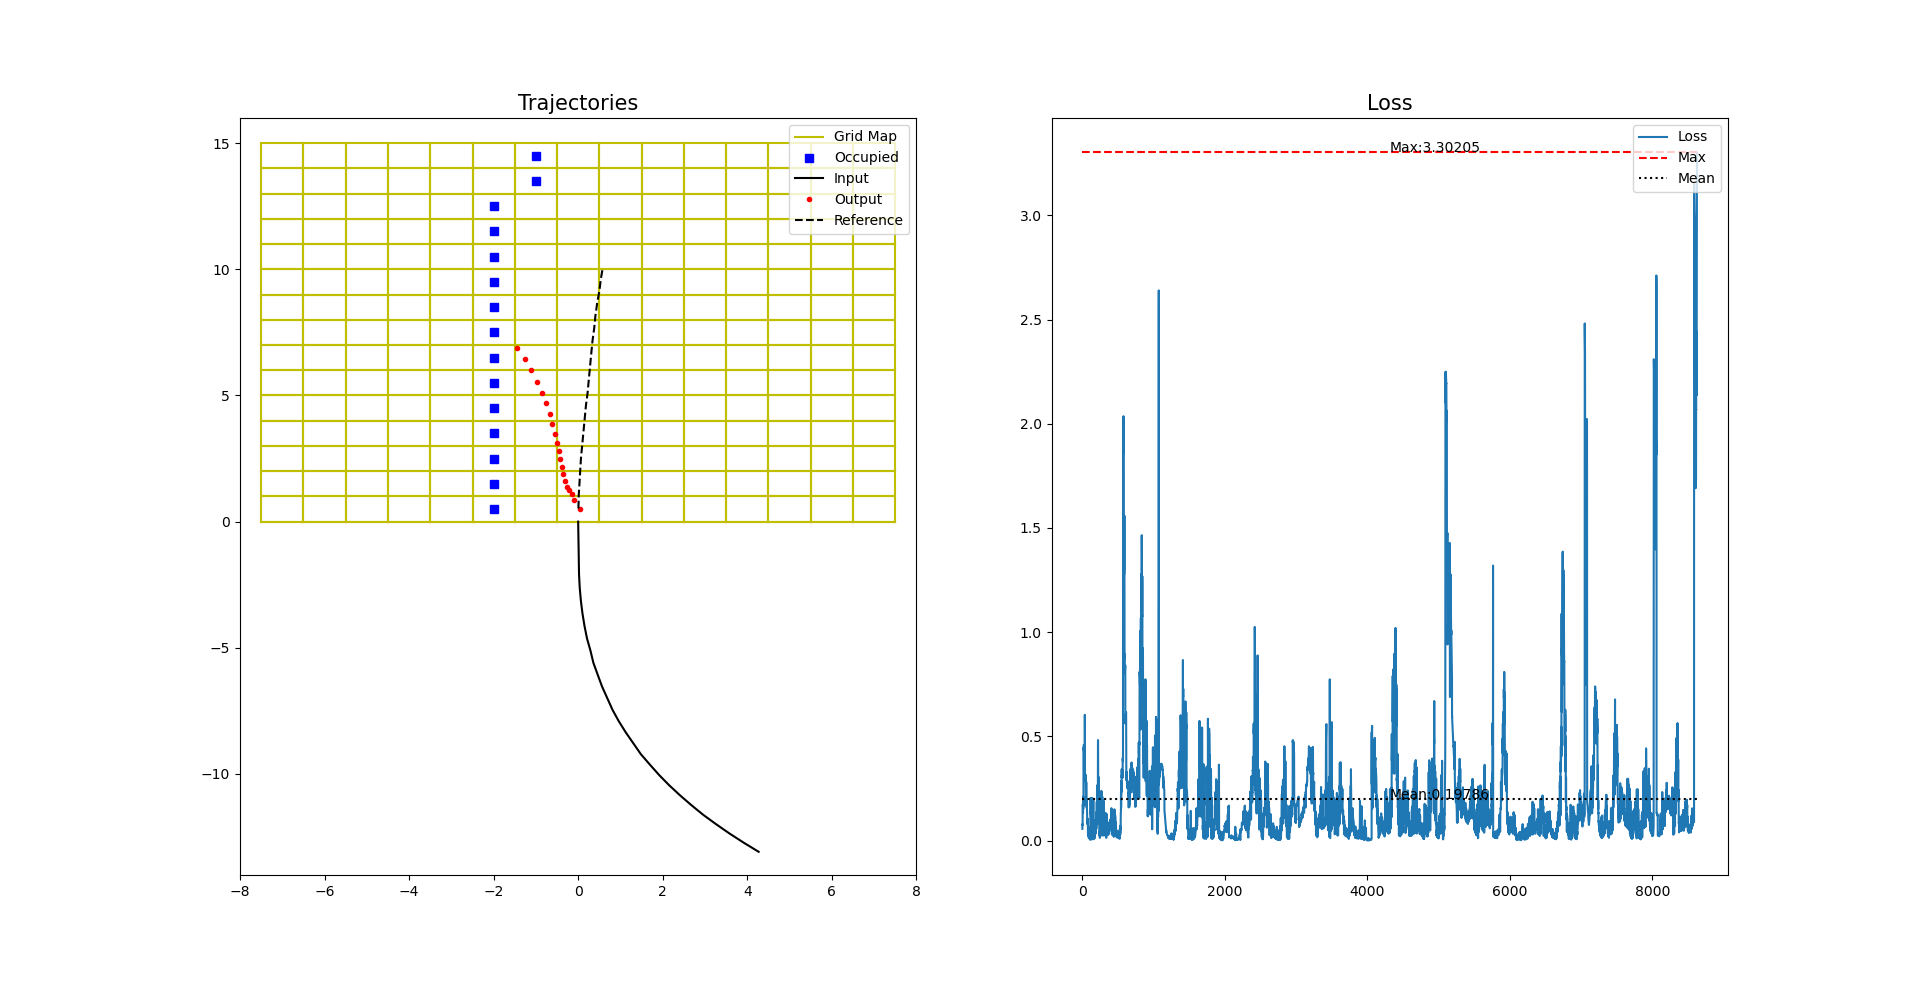 Trajectories
15
10
5
0
−5
−10
−8
−6
−4
−2
0
2
4
6
8
Grid Map
Occupied
Input
Output
Reference
Loss
3.0
2.5
2.0
1.5
1.0
0.5
0.0
0
2000
4000
6000
8000
Max:3.30205
Mean:0.19786
Loss
Max
Mean